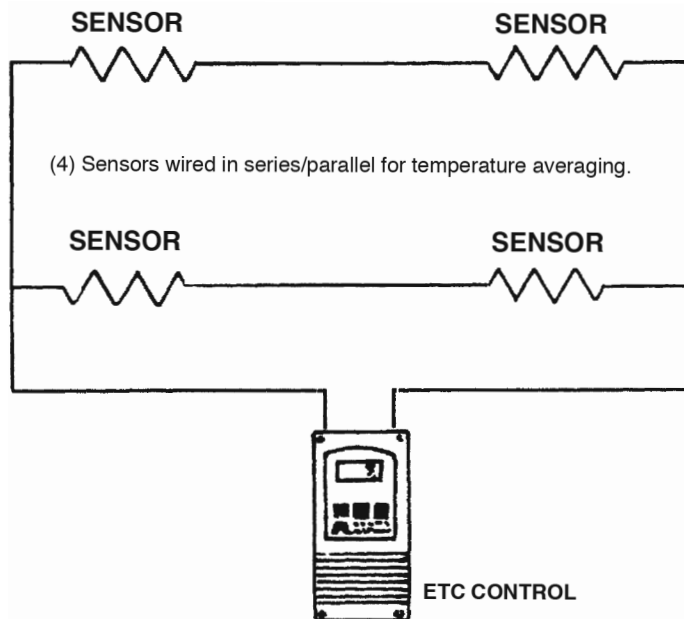 SENSOR SENSOR
(4) Sensors wired in series/parallel for temperature averaging.
SENSOR SENSOR
ETC CONTROL